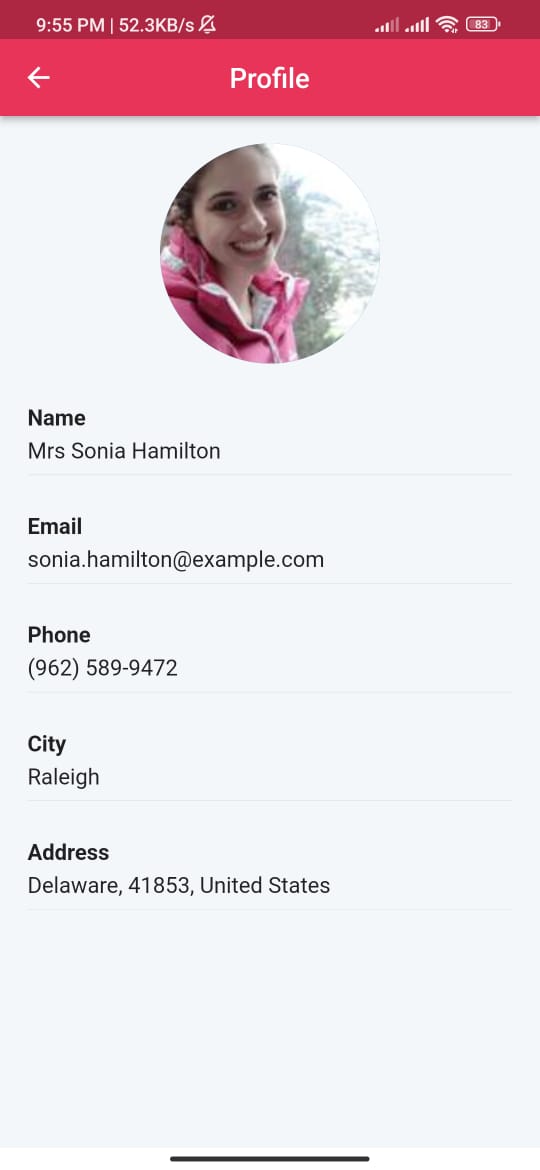 9:55 PM | 52.3KB/s 83
Profile
Name
Mrs Sonia Hamilton
Email
sonia.hamilton@example.com
Phone
(962) 589-9472
City
Raleigh
Address
Delaware, 41853, United States